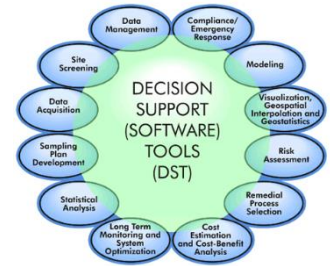 Data
Management
Compliance/
Emergency
Response
Site
Screening
Modeling
Data
Acquisition
DECISION
SUPPORT
(SOFTWARE)
TOOLS
(DST)
Visualization,
Geospatial
Interpolation and
Geostatistics
Sampling
Plan
Development
Risk
Assessment
Statistical
Analysis
Remedial
Process
Selection
Long Term
Monitoring and
System
Optimization
Cost
Estimation
and Cost-Benefit
Analysis